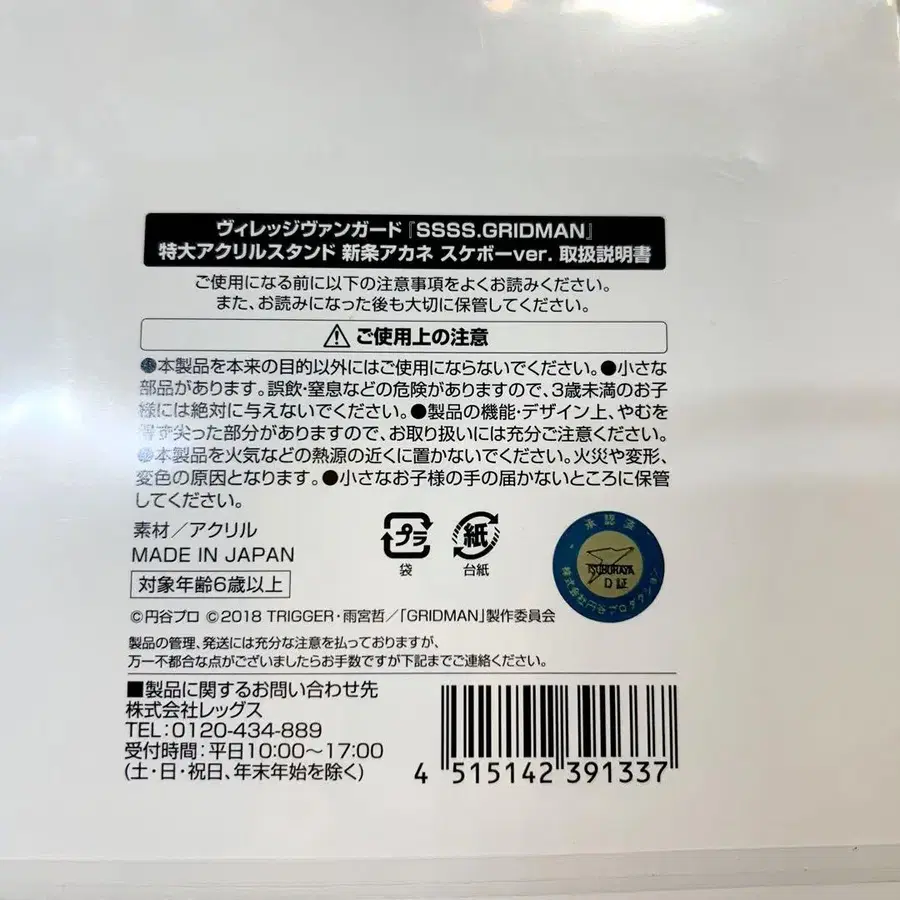 ヴィレッジヴァンガード『SSSS.GRIDMAN』
特大アクリルスタンド 新条アカネ スケボーver. 取扱説明書
ご使用になる前に以下の注意事項をよくお読みください。
また、お読みになった後も大切に保管してください。
ご使用上の注意
●本製品を本来の目的以外にはご使用にならないでください。●小さな
部品があります。誤飲・窒息などの危険がありますので、3歳未満のお子
様には絶対に与えないでください。●製品の機能・デザイン上、やむを
得ず尖った部分がありますので、お取り扱いには充分ご注意ください。
●本製品を火気などの熱源の近くに置かないでください。火災や変形、
変色の原因となります。●小さなお子様の手の届かないところに保管
してください。
素材/アクリル
MADE IN JAPAN
対象年齢6歳以上
プラ
袋
紙
台紙
承認済
TSUBURAYA
D証
株式会社円谷プロダクション
©円谷プロ ©2018 TRIGGER・雨宮哲/「GRIDMAN」製作委員会
製品の管理、発送には充分な注意を払っておりますが、
万一不都合な点がございましたらお手数ですが下記までご連絡ください。
■製品に関するお問い合わせ先
株式会社レッグス
TEL:0120-434-889
受付時間:平日10:00〜17:00
(土・日・祝日、年末年始を除く)
4 515142 391337